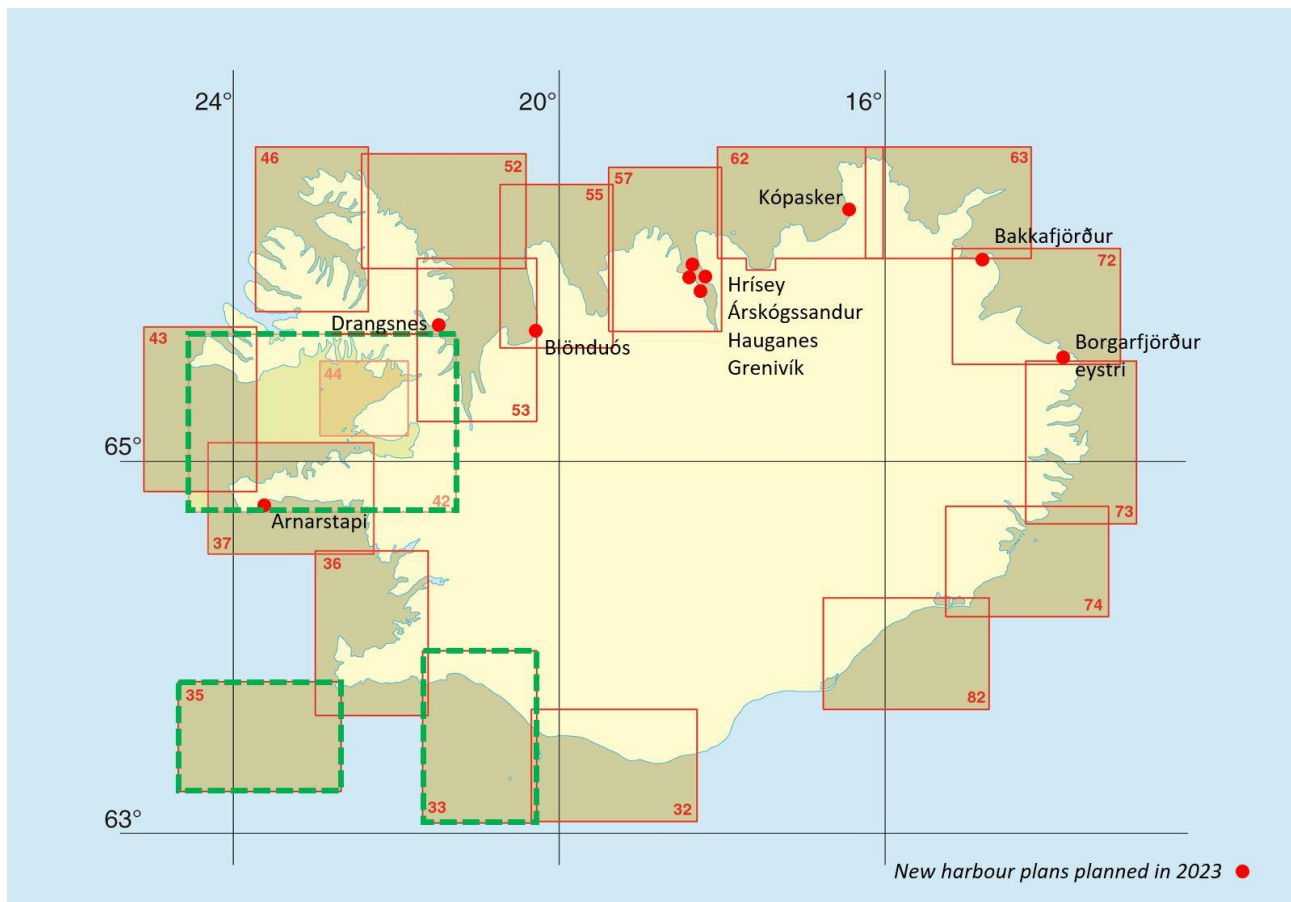 24°
20°
16°
46
52
55
57
62
63
Kópasker
Bakkafjörður
72
Hrísey
Árskógssandur
Hauganes
Grenivík
Drangsnes
Blönduós
Borgarfjörður
eystri
43
44
53
65°
42
Arnarstapi
37
36
73
74
35
33
32
82
63°
New harbour plans planned in 2023